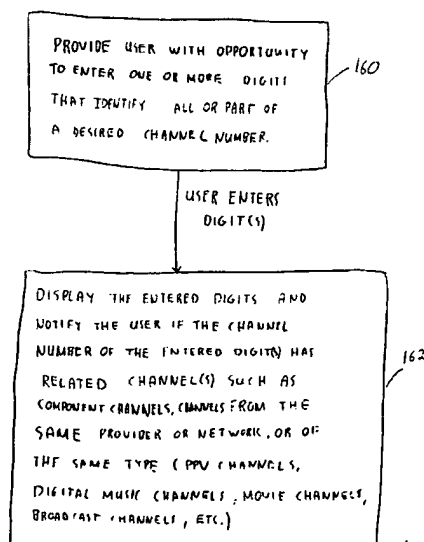 PROVIDE USER WITH OPPORTUNITY
TO ENTER ONE OR MORE DIGITS
THAT IDENTIFY ALL OR PART OF
A DESIRED CHANNEL NUMBER.
160
USER ENTERS
DIGIT(S)
DISPLAY THE ENTERED DIGITS AND
NOTIFY THE USER IF THE CHANNEL
NUMBER OF THE ENTERED DIGIT(S) HAS
RELATED CHANNEL(S) SUCH AS
COMPONENT CHANNELS, CHANNELS FROM THE
SAME PROVIDER OR NETWORK, OR OF
THE SAME TYPE (PPV CHANNELS,
DIGITAL MUSIC CHANNELS, MOVIE CHANNELS,
BROADCAST CHANNELS, ETC.)
162